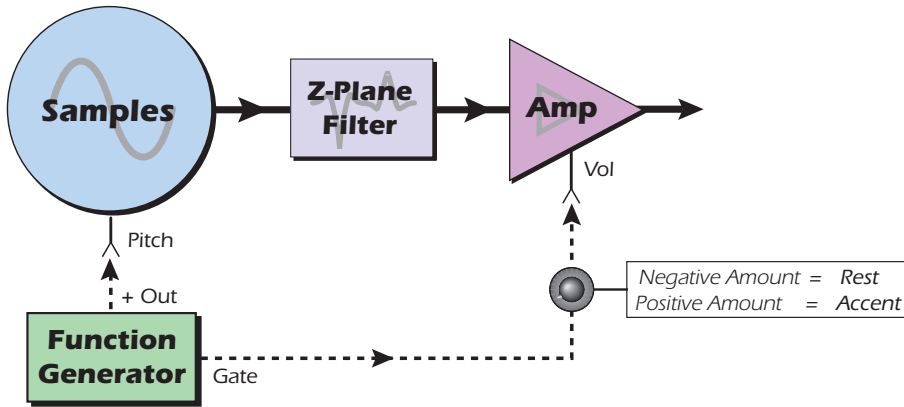 Samples
Z-Plane
Filter
Amp
Vol
Pitch
+ Out
Negative Amount = Rest
Positive Amount = Accent
Function
Generator
Gate